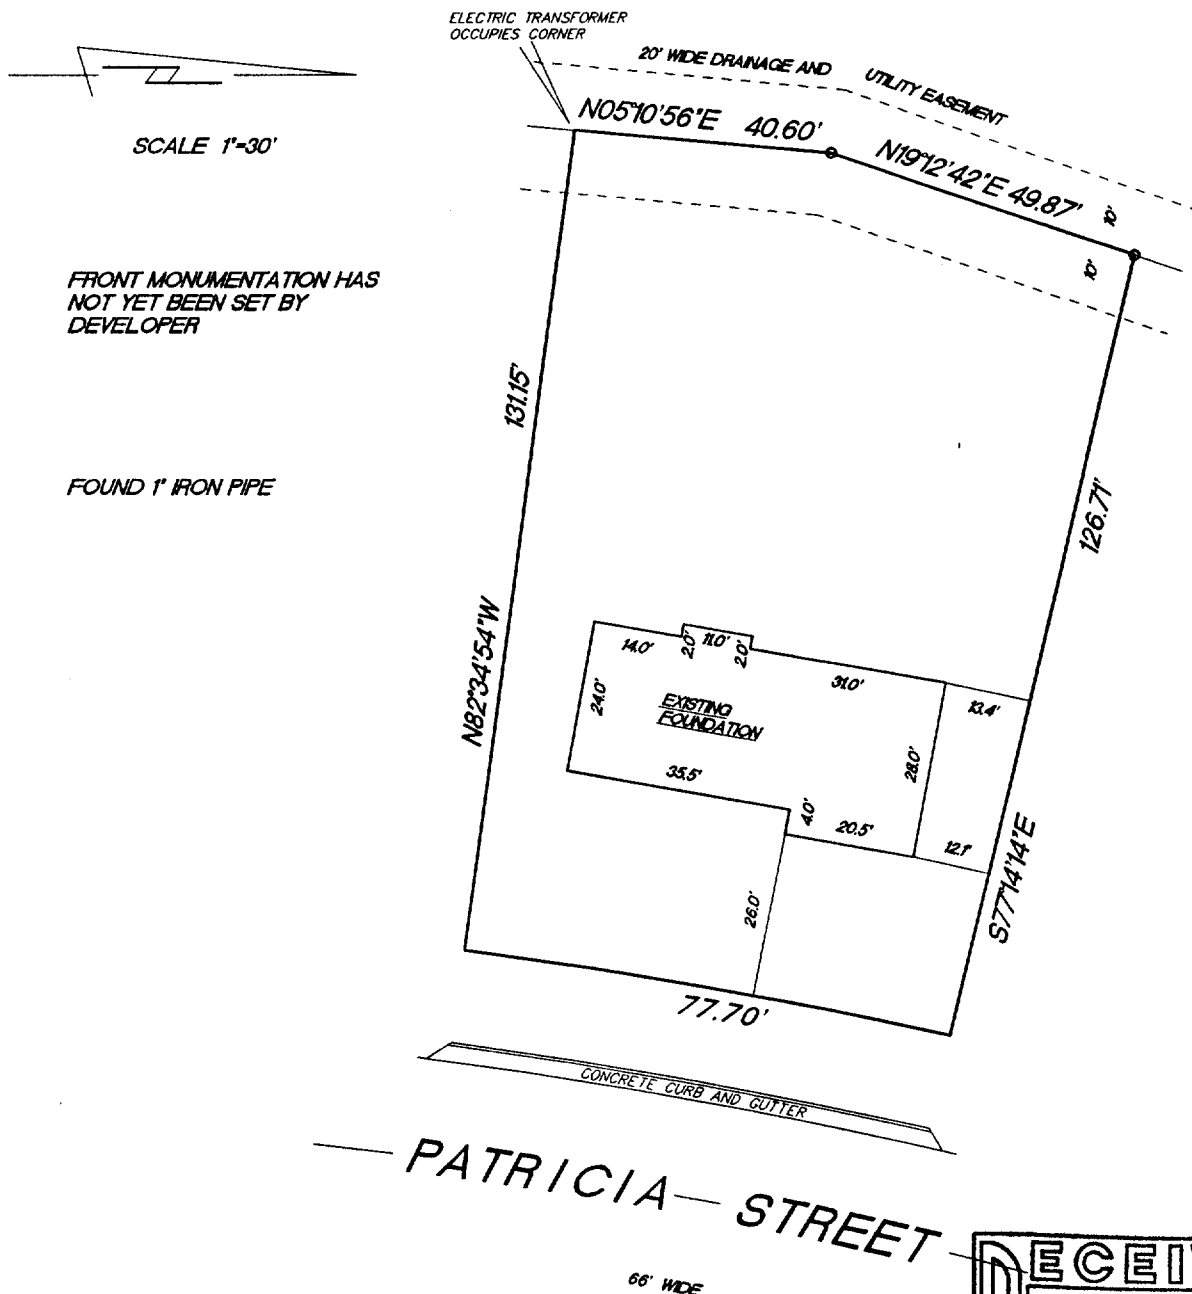 ELECTRIC TRANSFORMER
OCCUPIES CORNER
20' WIDE DRAINAGE AND UTILITY EASEMENT
N05°10'56"E 40.60'
N19°12'42"E 49.87'
10'
10'
SCALE 1"=30'
FRONT MONUMENTATION HAS
NOT YET BEEN SET BY
DEVELOPER
131.15'
FOUND 1" IRON PIPE
126.71'
N82°34'54"W
14.0'
2.0'
11.0'
2.0'
31.0'
13.4'
24.0'
EXISTING
FOUNDATION
28.0'
35.5'
4.0'
20.5'
12.1'
26.0'
S77°14'14"E
77.70'
CONCRETE CURB AND GUTTER
PATRICIA STREET
66' WIDE